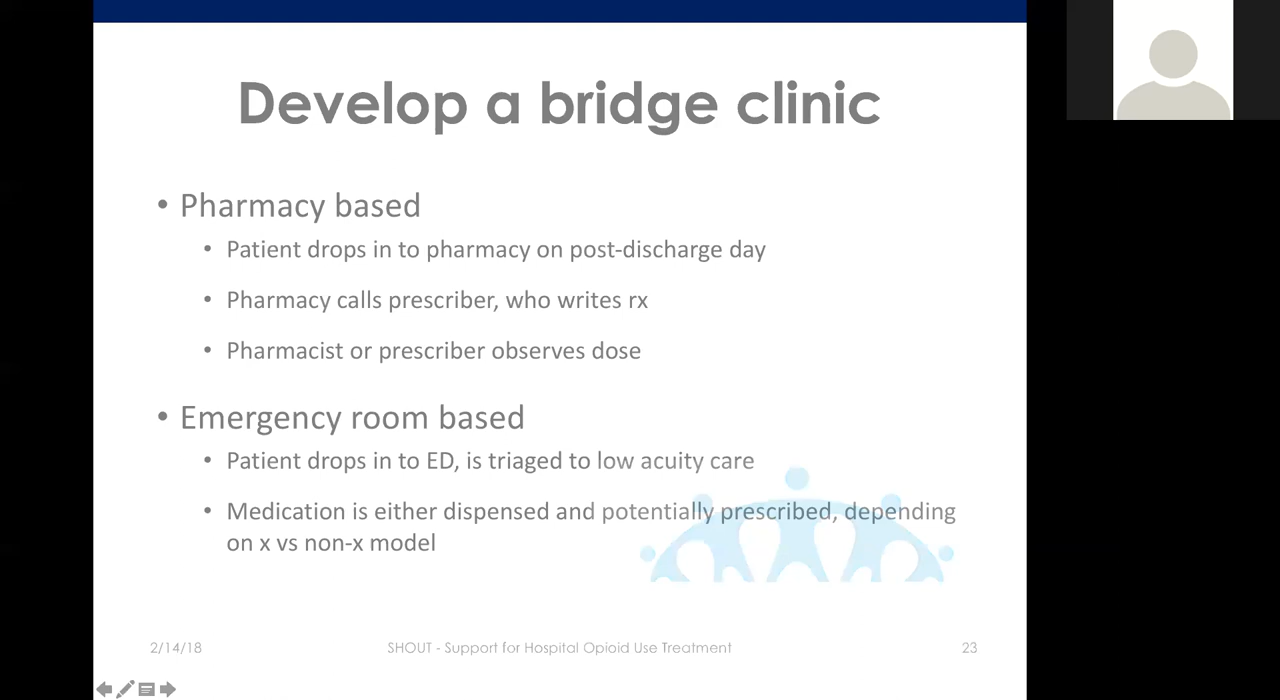 Develop a bridge clinic
• Pharmacy based
• Patient drops in to pharmacy on post-discharge day
• Pharmacy calls prescriber, who writes rx
• Pharmacist or prescriber observes dose
• Emergency room based
• Patient drops in to ED, is triaged to low acuity care
• Medication is either dispensed and potentially prescribed, depending
on x vs non-x model
2/14/18
SHOUT - Support for Hospital Opioid Use Treatment
23